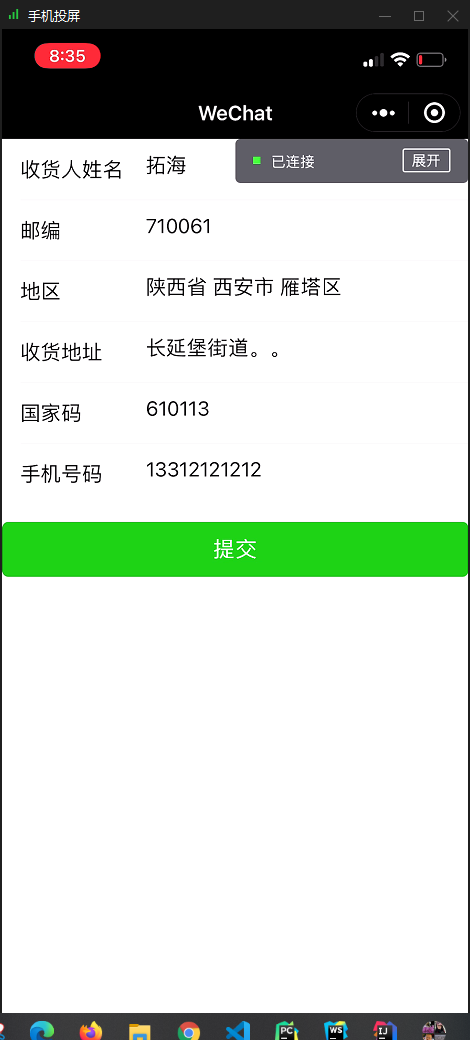 手机投屏
8:35
WeChat
已连接 展开
收货人姓名 拓海
邮编 710061
地区 陕西省 西安市 雁塔区
收货地址 长延堡街道。。
国家码 610113
手机号码 13312121212
提交
PC WS IJ